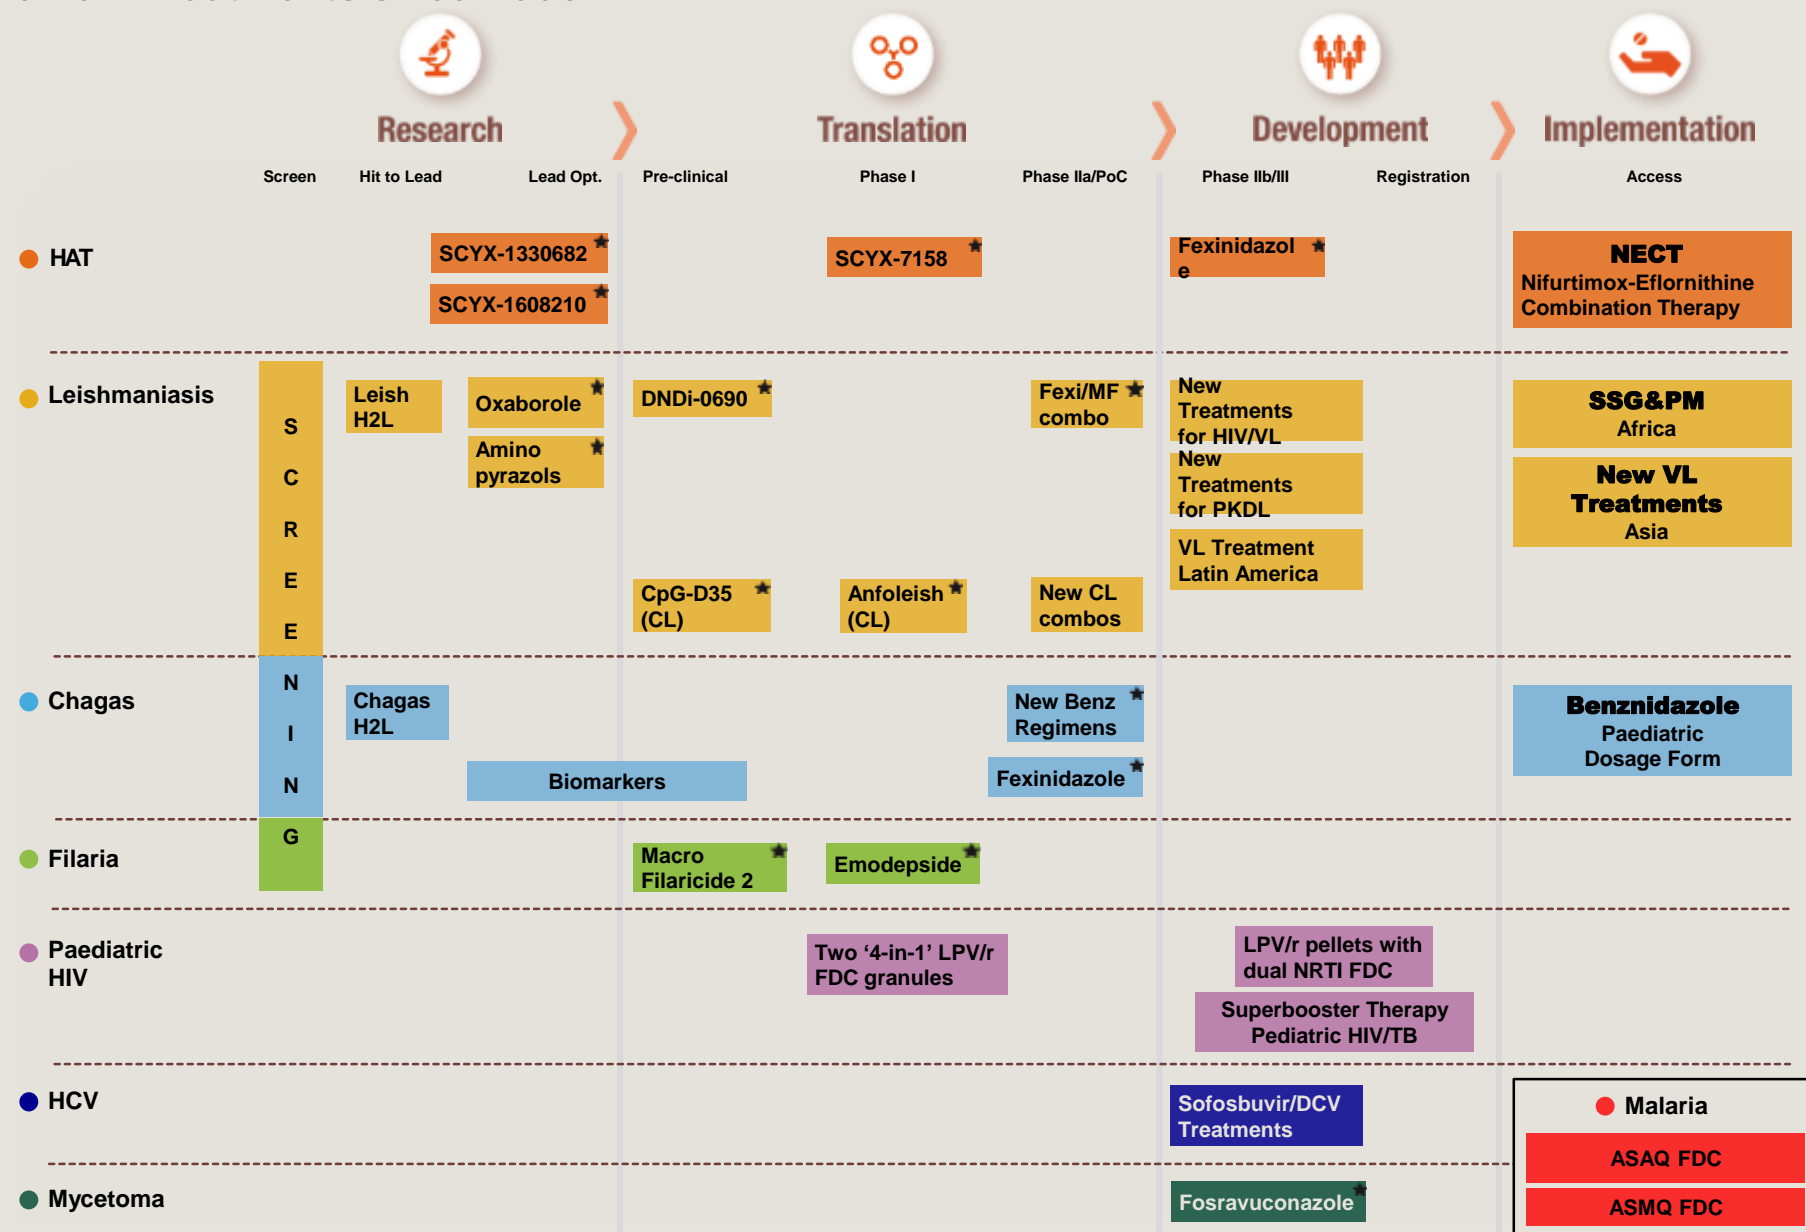 Research
Translation
Development
Implementation
Screen
Hit to Lead
Lead Opt.
Pre-clinical
Phase I
Phase IIa/PoC
Phase IIb/III
Registration
Access
HAT
SCYX-1330682
SCYX-1608210
SCYX-7158
Fexinidazol
e
NECT
Nifurtimox-Eflornithine
Combination Therapy
Leishmaniasis
S
C
R
E
E
N
I
N
G
Leish
H2L
Oxaborole
Amino
pyrazols
DNDi-0690
CpG-D35
(CL)
Anfoleish
(CL)
Fexi/MF
combo
New CL
combos
New
Treatments
for HIV/VL
New
Treatments
for PKDL
VL Treatment
Latin America
SSG&PM
Africa
New VL
Treatments
Asia
Chagas
Chagas
H2L
Biomarkers
New Benz
Regimens
Fexinidazole
Benznidazole
Paediatric
Dosage Form
Filaria
Macro
Filaricide 2
Emodepside
Paediatric
HIV
Two ‘4-in-1’ LPV/r
FDC granules
LPV/r pellets with
dual NRTI FDC
Superbooster Therapy
Pediatric HIV/TB
HCV
Sofosbuvir/DCV
Treatments
Malaria
ASAQ FDC
ASMQ FDC
Mycetoma
Fosravuconazole